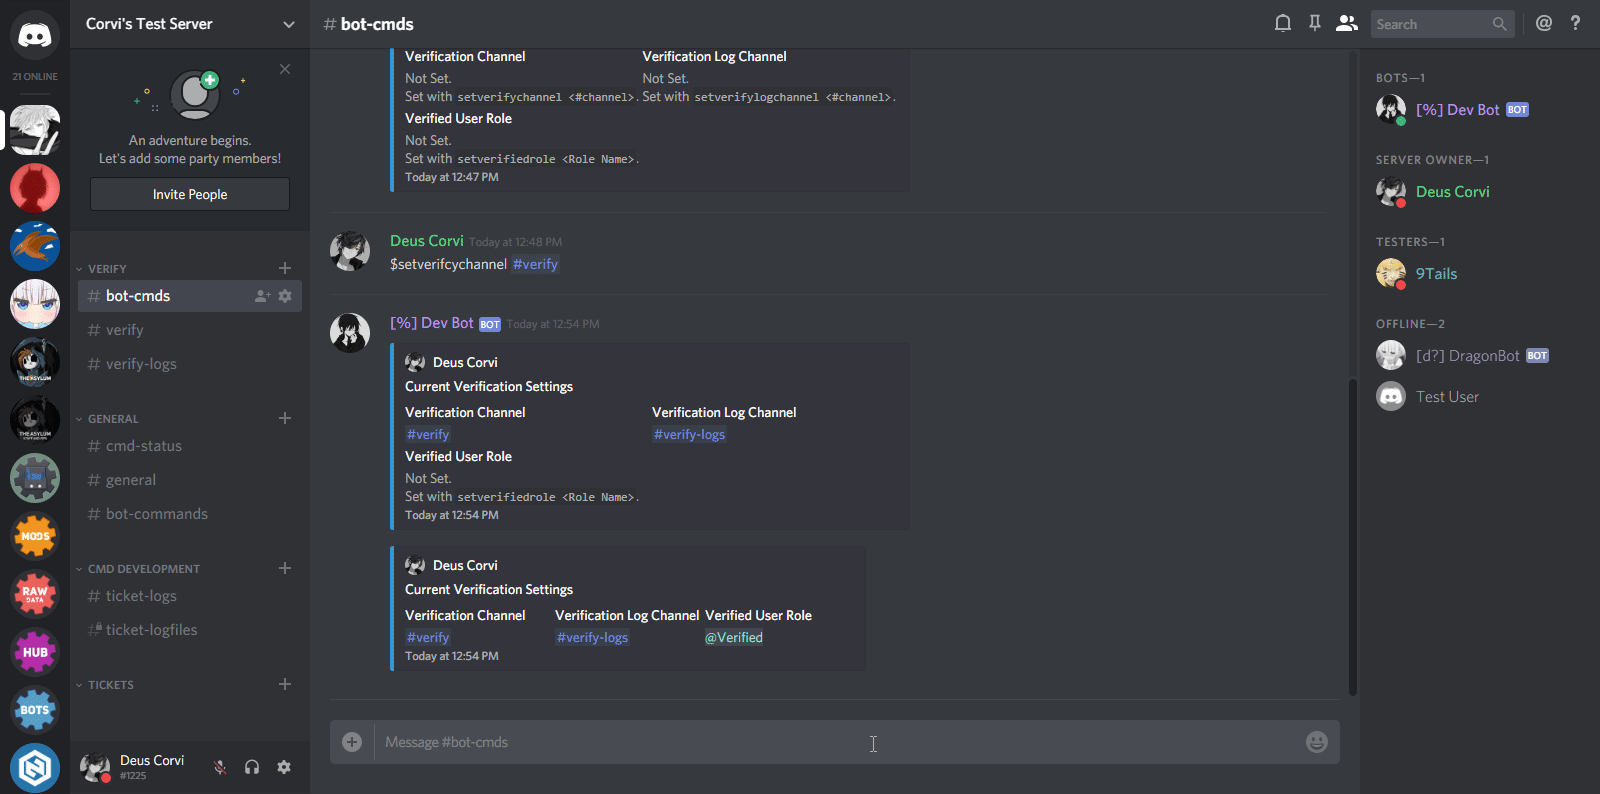 21 ONLINE
THE ASYLUM
THE ASYLUM
MODS
RAW
DATA
HUB
BOTS
Corvi's Test Server
An adventure begins.
Let's add some party members!
Invite People
VERIFY
# bot-cmds
# verify
# verify-logs
GENERAL
# cmd-status
# general
# bot-commands
CMD DEVELOPMENT
# ticket-logs
# ticket-logfiles
TICKETS
Deus Corvi
#1225
# bot-cmds
Search
@ ?
Verification Channel Verification Log Channel
Not Set. Not Set.
Set with setverifychannel <#channel>. Set with setverifylogchannel <#channel>.
Verified User Role
Not Set.
Set with setverifiedrole <Role Name>.
Today at 12:47 PM
Deus Corvi Today at 12:48 PM
$setverifcychannel #verify
[%] Dev Bot BOT Today at 12:54 PM
Deus Corvi
Current Verification Settings
Verification Channel Verification Log Channel
#verify #verify-logs
Verified User Role
Not Set.
Set with setverifiedrole <Role Name>.
Today at 12:54 PM
Deus Corvi
Current Verification Settings
Verification Channel Verification Log Channel Verified User Role
#verify #verify-logs @Verified
Today at 12:54 PM
Message #bot-cmds
BOTS—1
[%] Dev Bot BOT
SERVER OWNER—1
Deus Corvi
TESTERS—1
9Tails
OFFLINE—2
[d?] DragonBot BOT
Test User